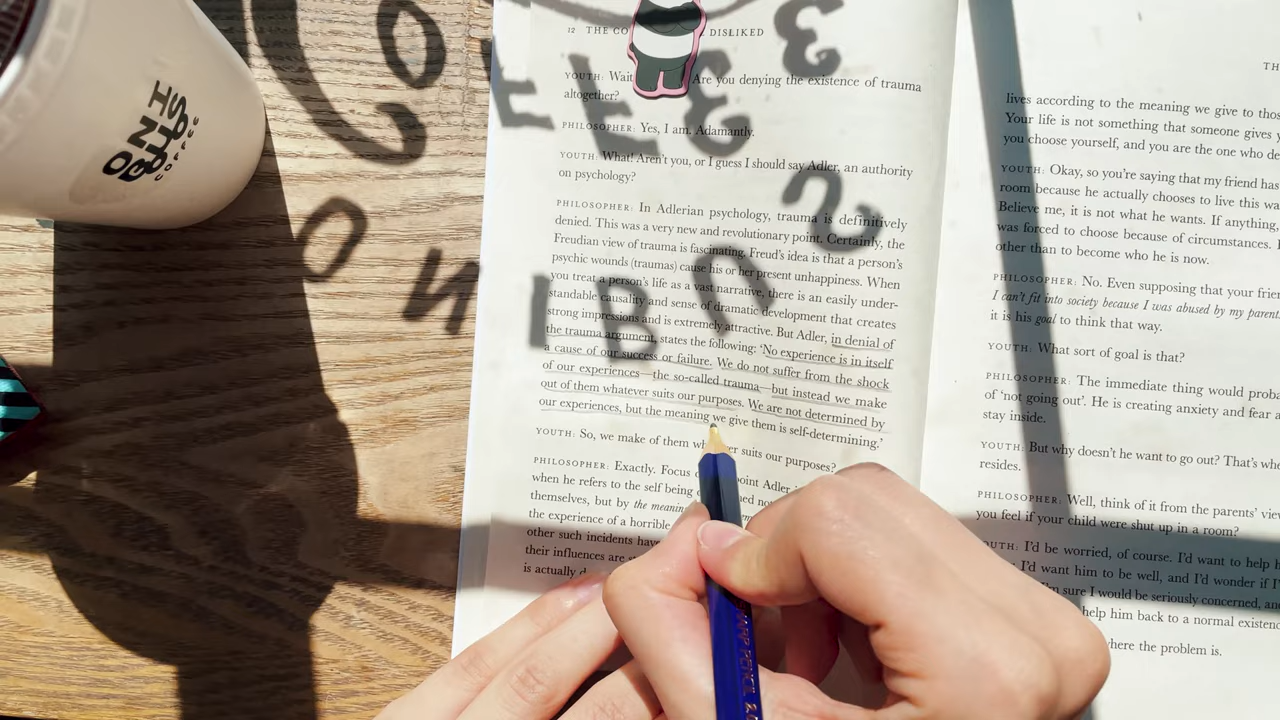 COFFEE
12 THE CO DISLIKED
YOUTH: Wait Are you denying the existence of trauma
altogether?
PHILOSOPHER: Yes, I am. Adamantly.
YOUTH: What! Aren't you, or I guess I should say Adler, an authority
on psychology?
PHILOSOPHER: In Adlerian psychology, trauma is definitively
denied. This was a very new and revolutionary point. Certainly, the
Freudian view of trauma is fascinating. Freud's idea is that a person's
psychic wounds (traumas) cause his or her present unhappiness. When
you treat a person's life as a vast narrative, there is an easily under-
standable causality and sense of dramatic development that creates
strong impressions and is extremely attractive. But Adler, in denial of
the trauma argument, states the following: 'No experience is in itself
a cause of our success or failure. We do not suffer from the shock
of our experiences—the so-called trauma—but instead we make
out of them whatever suits our purposes. We are not determined by
our experiences, but the meaning we give them is self-determining.'
YOUTH: So, we make of them wh er suits our purposes?
PHILOSOPHER: Exactly. Focus o point Adler
when he refers to the self being ned no
themselves, but by the meanin
the experience of a horrible
other such incidents have
their influences are
is actually d
TH
lives according to the meaning we give to thos
Your life is not something that someone gives
you choose yourself, and you are the one who de
YOUTH: Okay, so you're saying that my friend has
room because he actually chooses to live this wa
Believe me, it is not what he wants. If anything,
was forced to choose because of circumstances.
other than to become who he is now.
PHILOSOPHER: No. Even supposing that your frien
I can't fit into society because I was abused by my parent
it is his goal to think that way.
YOUTH: What sort of goal is that?
PHILOSOPHER: The immediate thing would proba
of 'not going out'. He is creating anxiety and fear
stay inside.
YOUTH: But why doesn't he want to go out? That's wh
resides.
PHILOSOPHER: Well, think of it from the parents' view
you feel if your child were shut up in a room?
OUTH: I'd be worried, of course. I'd want to help h
I'd want him to be well, and I'd wonder if I
m sure I would be seriously concerned, an
help him back to a normal existen
here the problem is.
ARP PENCIL 2.0